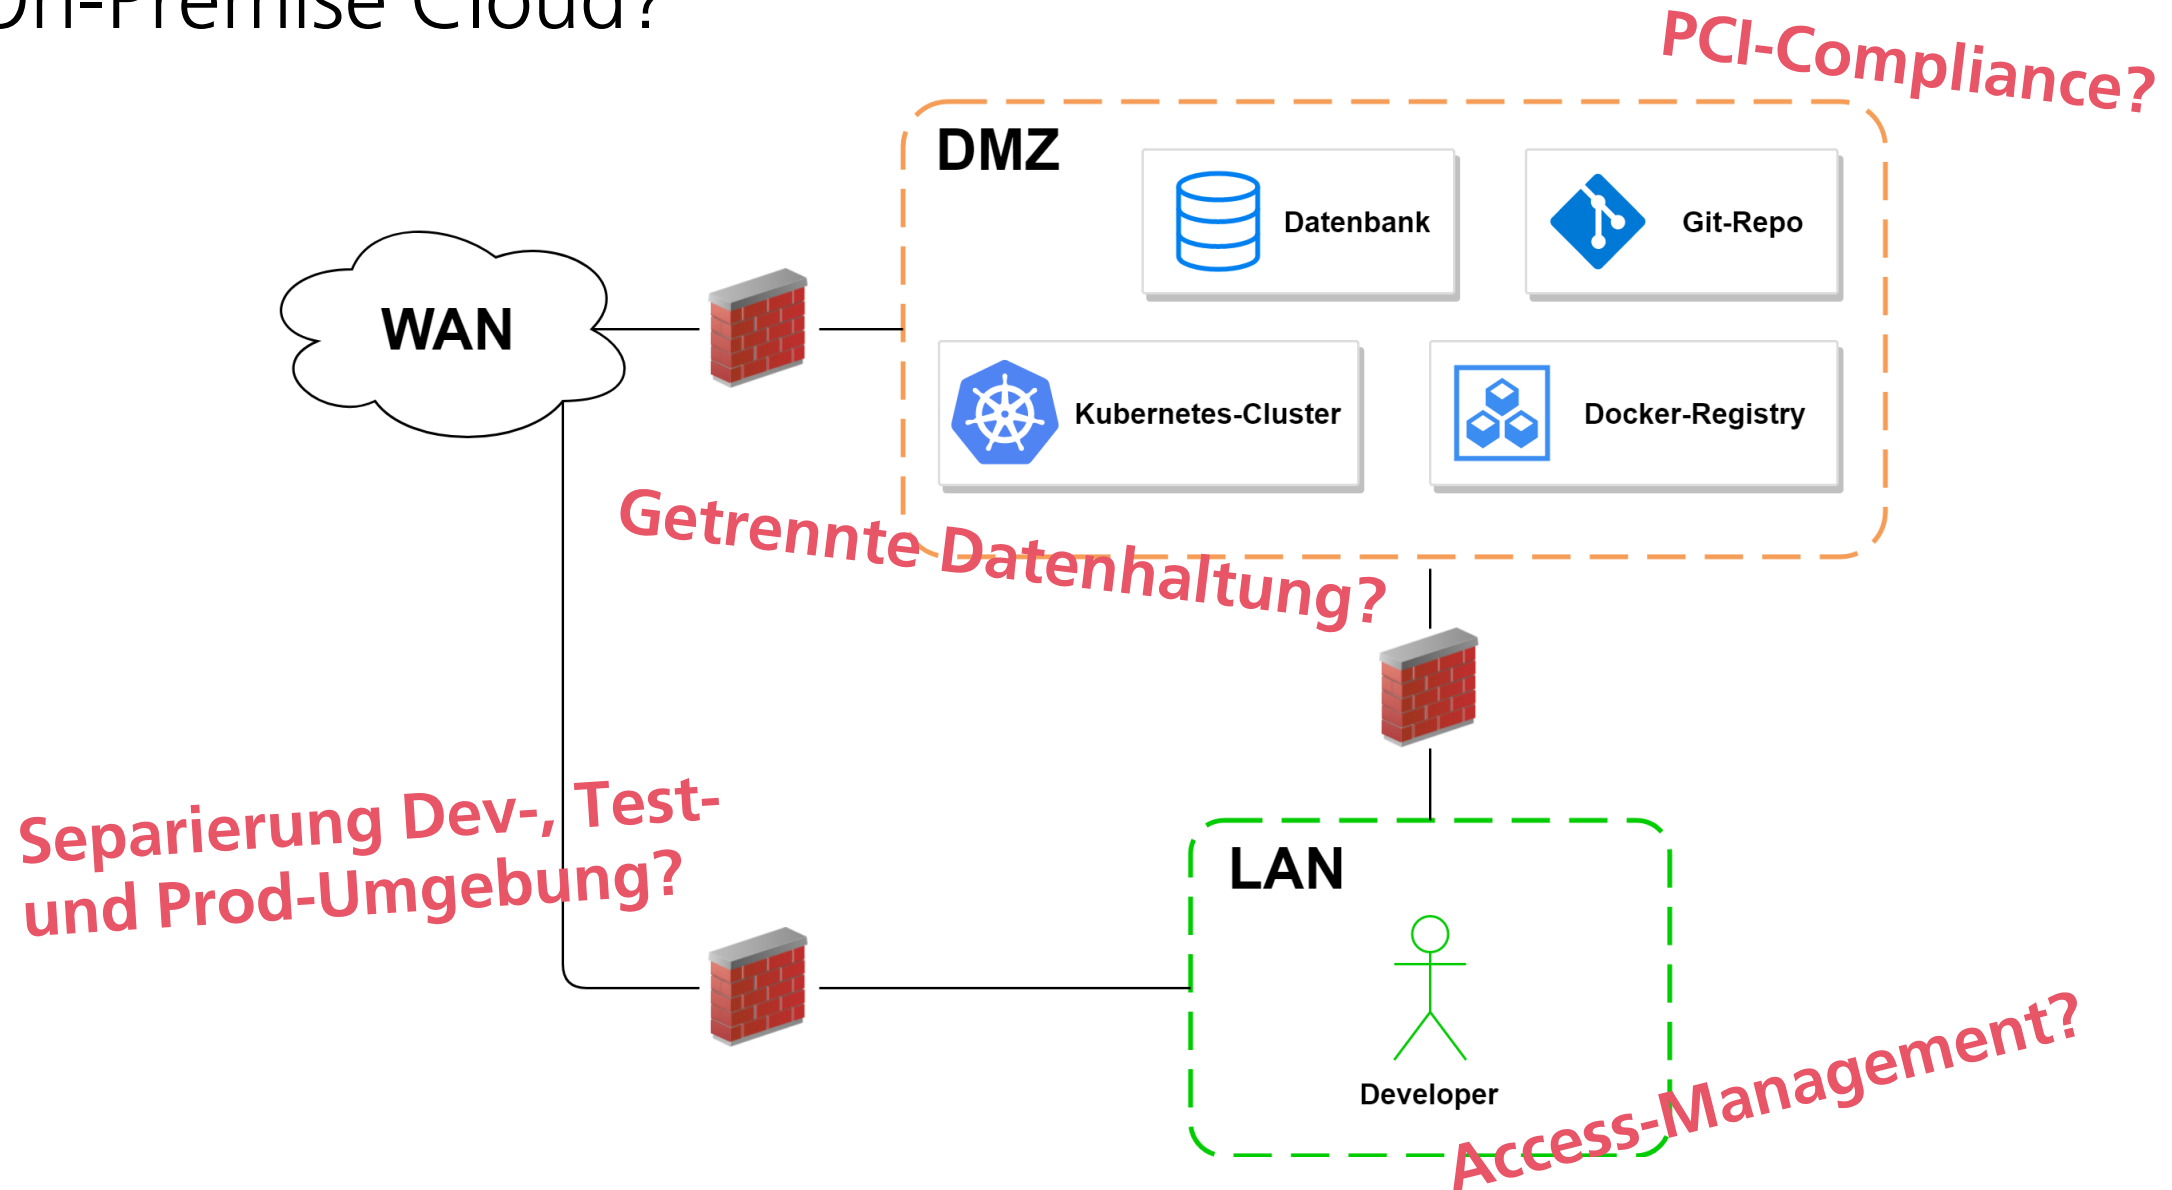 On-Premise Cloud?
PCI-Compliance?
DMZ
Datenbank
Git-Repo
WAN
Kubernetes-Cluster
Docker-Registry
Getrennte Datenhaltung?
Separierung Dev-, Test-
und Prod-Umgebung?
LAN
Developer
Access-Management?